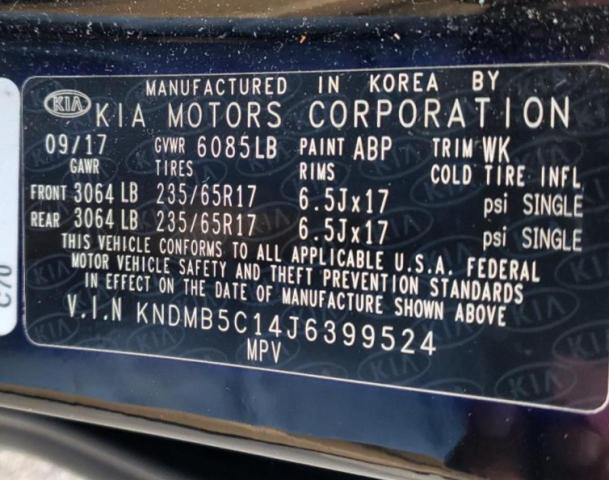 MANUFACTURED IN KOREA BY
KIA KIA MOTORS CORPORATION
09/17 GVWR 6085LB PAINT ABP TRIM WK
GAWR TIRES RIMS COLD TIRE INFL
FRONT 3064 LB 235/65R17 6.5Jx17 psi SINGLE
REAR 3064 LB 235/65R17 6.5Jx17 psi SINGLE
THIS VEHICLE CONFORMS TO ALL APPLICABLE U.S.A. FEDERAL
MOTOR VEHICLE SAFETY AND THEFT PREVENTION STANDARDS
IN EFFECT ON THE DATE OF MANUFACTURE SHOWN ABOVE
V.I.N KNDMB5C14J6399524
MPV